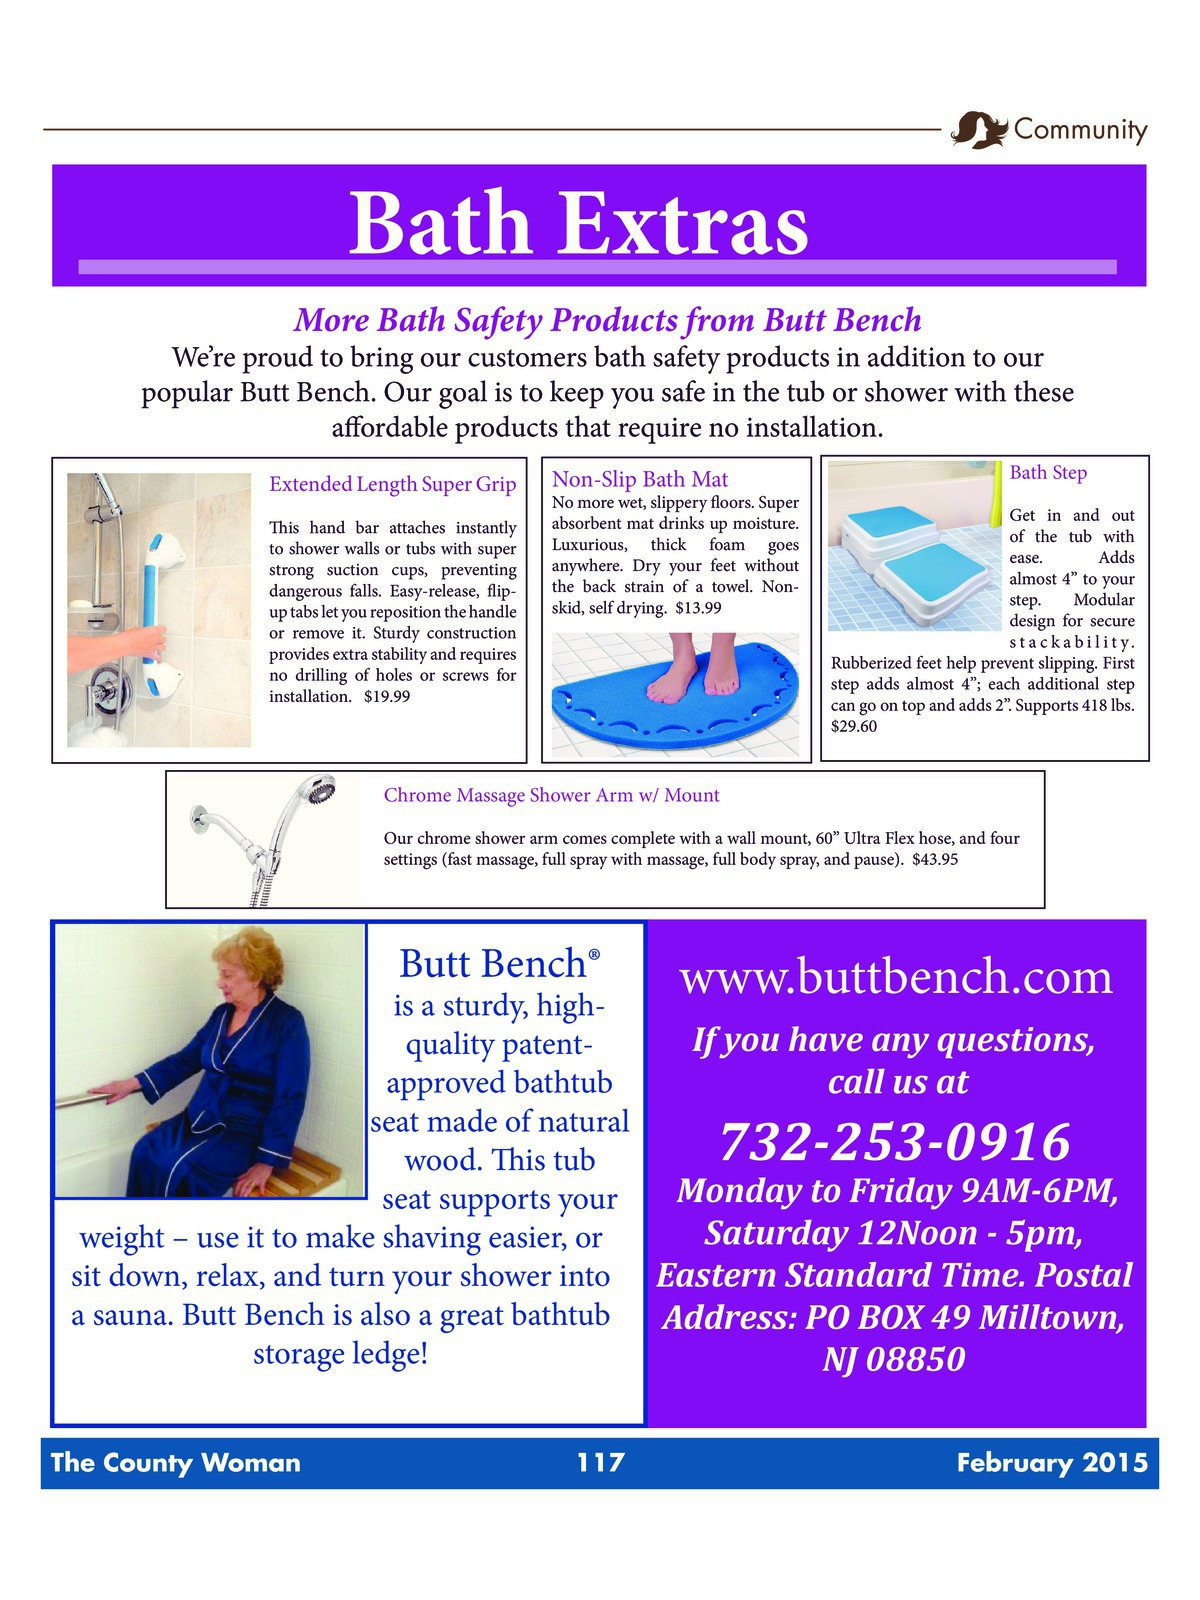 Community
Bath Extras
More Bath Safety Products from Butt Bench
We're proud to bring our customers bath safety products in addition to our
popular Butt Bench. Our goal is to keep you safe in the tub or shower with these
affordable products that require no installation.
Extended Length Super Grip
This hand bar attaches instantly
to shower walls or tubs with super
strong suction cups, preventing
dangerous falls. Easy-release, flip-
up tabs let you reposition the handle
or remove it. Sturdy construction
provides extra stability and requires
no drilling of holes or screws for
installation. $19.99
Non-Slip Bath Mat
No more wet, slippery floors. Super
absorbent mat drinks up moisture.
Luxurious, thick foam goes
anywhere. Dry your feet without
the back strain of a towel. Non-
skid, self drying. $13.99
Bath Step
Get in and out
of the tub with
ease. Adds
almost 4” to your
step. Modular
design for secure
stackability.
Rubberized feet help prevent slipping. First
step adds almost 4”; each additional step
can go on top and adds 2”. Supports 418 lbs.
$29.60
Chrome Massage Shower Arm w/ Mount
Our chrome shower arm comes complete with a wall mount, 60” Ultra Flex hose, and four
settings (fast massage, full spray with massage, full body spray, and pause). $43.95
Butt Bench®
is a sturdy, high-
quality patent-
approved bathtub
seat made of natural
wood. This tub
seat supports your
weight – use it to make shaving easier, or
sit down, relax, and turn your shower into
a sauna. Butt Bench is also a great bathtub
storage ledge!
www.buttbench.com
If you have any questions,
call us at
732-253-0916
Monday to Friday 9AM-6PM,
Saturday 12Noon - 5pm,
Eastern Standard Time. Postal
Address: PO BOX 49 Milltown,
NJ 08850
The County Woman 117 February 2015